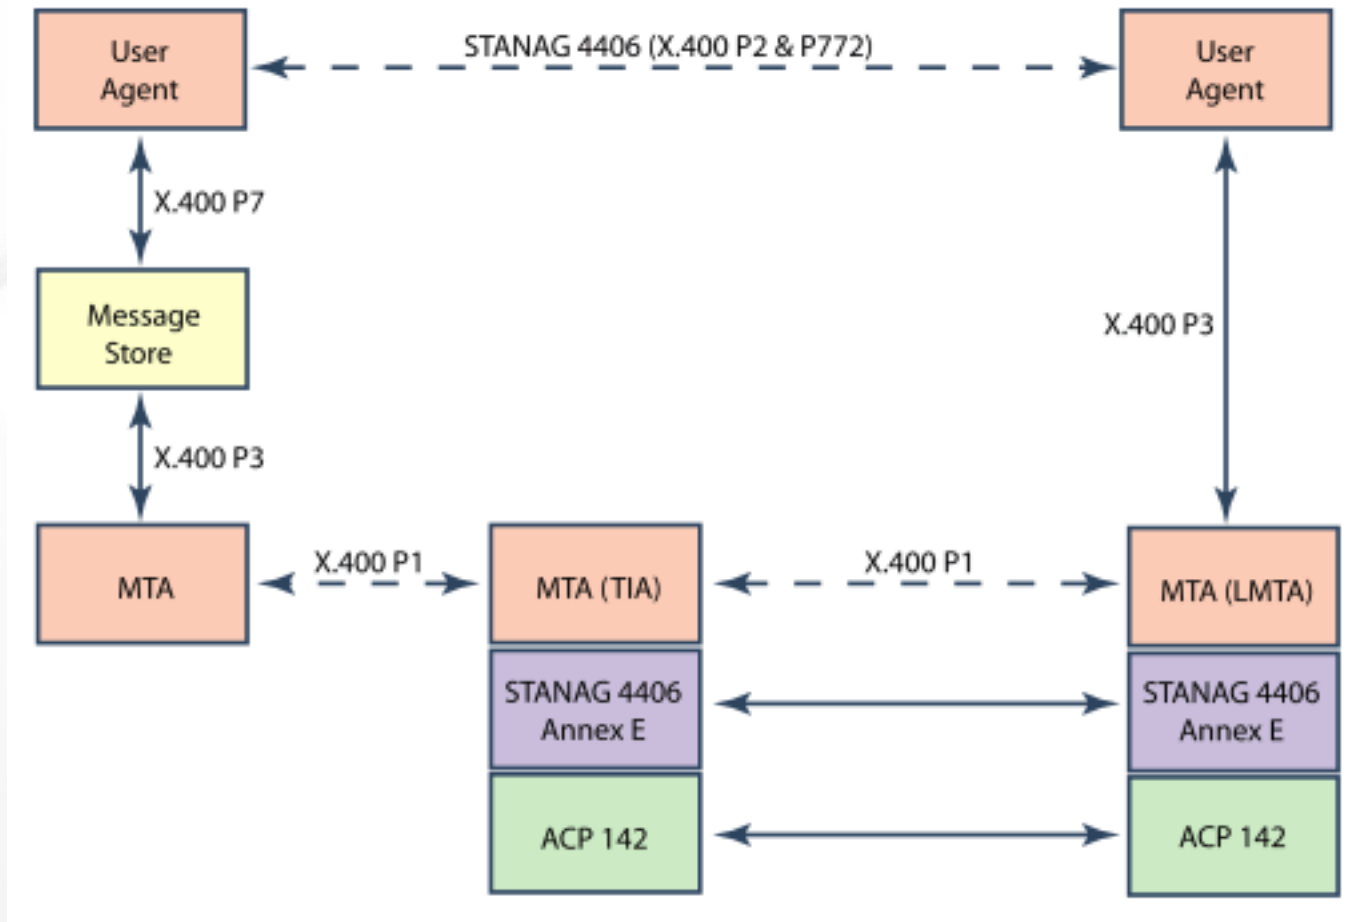 User
Agent
STANAG 4406 (X.400 P2 & P772)
User
Agent
X.400 P7
Message
Store
X.400 P3
X.400 P3
MTA
X.400 P1
MTA (TIA)
X.400 P1
MTA (LMTA)
STANAG 4406
Annex E
STANAG 4406
Annex E
ACP 142
ACP 142